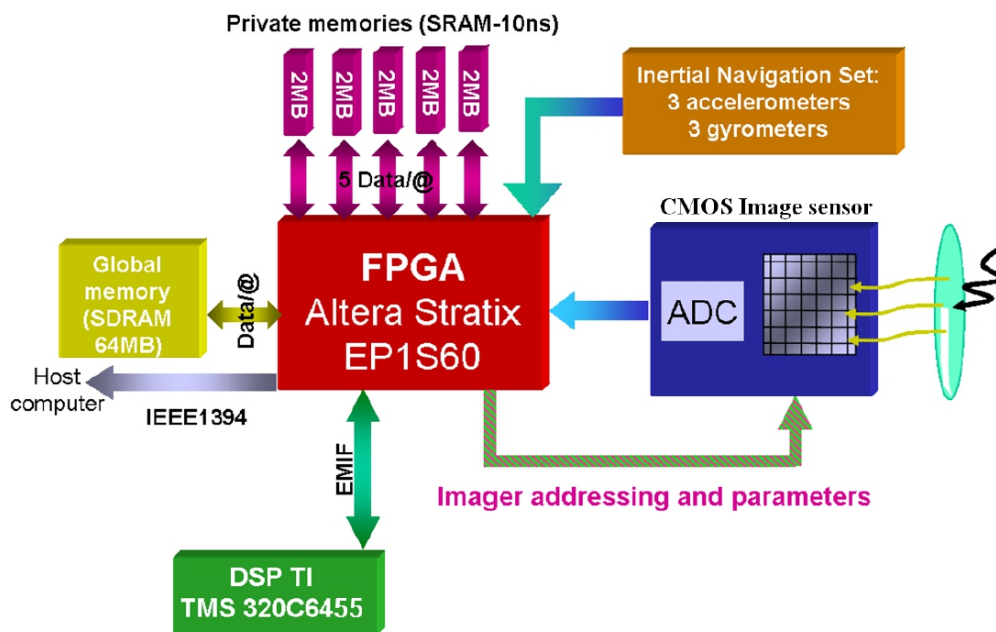 Private memories (SRAM-10ns)
2MB
2MB
2MB
2MB
2MB
5 Data/@
Inertial Navigation Set:
3 accelerometers
3 gyrometers
CMOS Image sensor
ADC
FPGA
Altera Stratix
EP1S60
Global
memory
(SDRAM
64MB)
Data/@
Host
computer
IEEE1394
EMIF
Imager addressing and parameters
DSP TI
TMS 320C6455